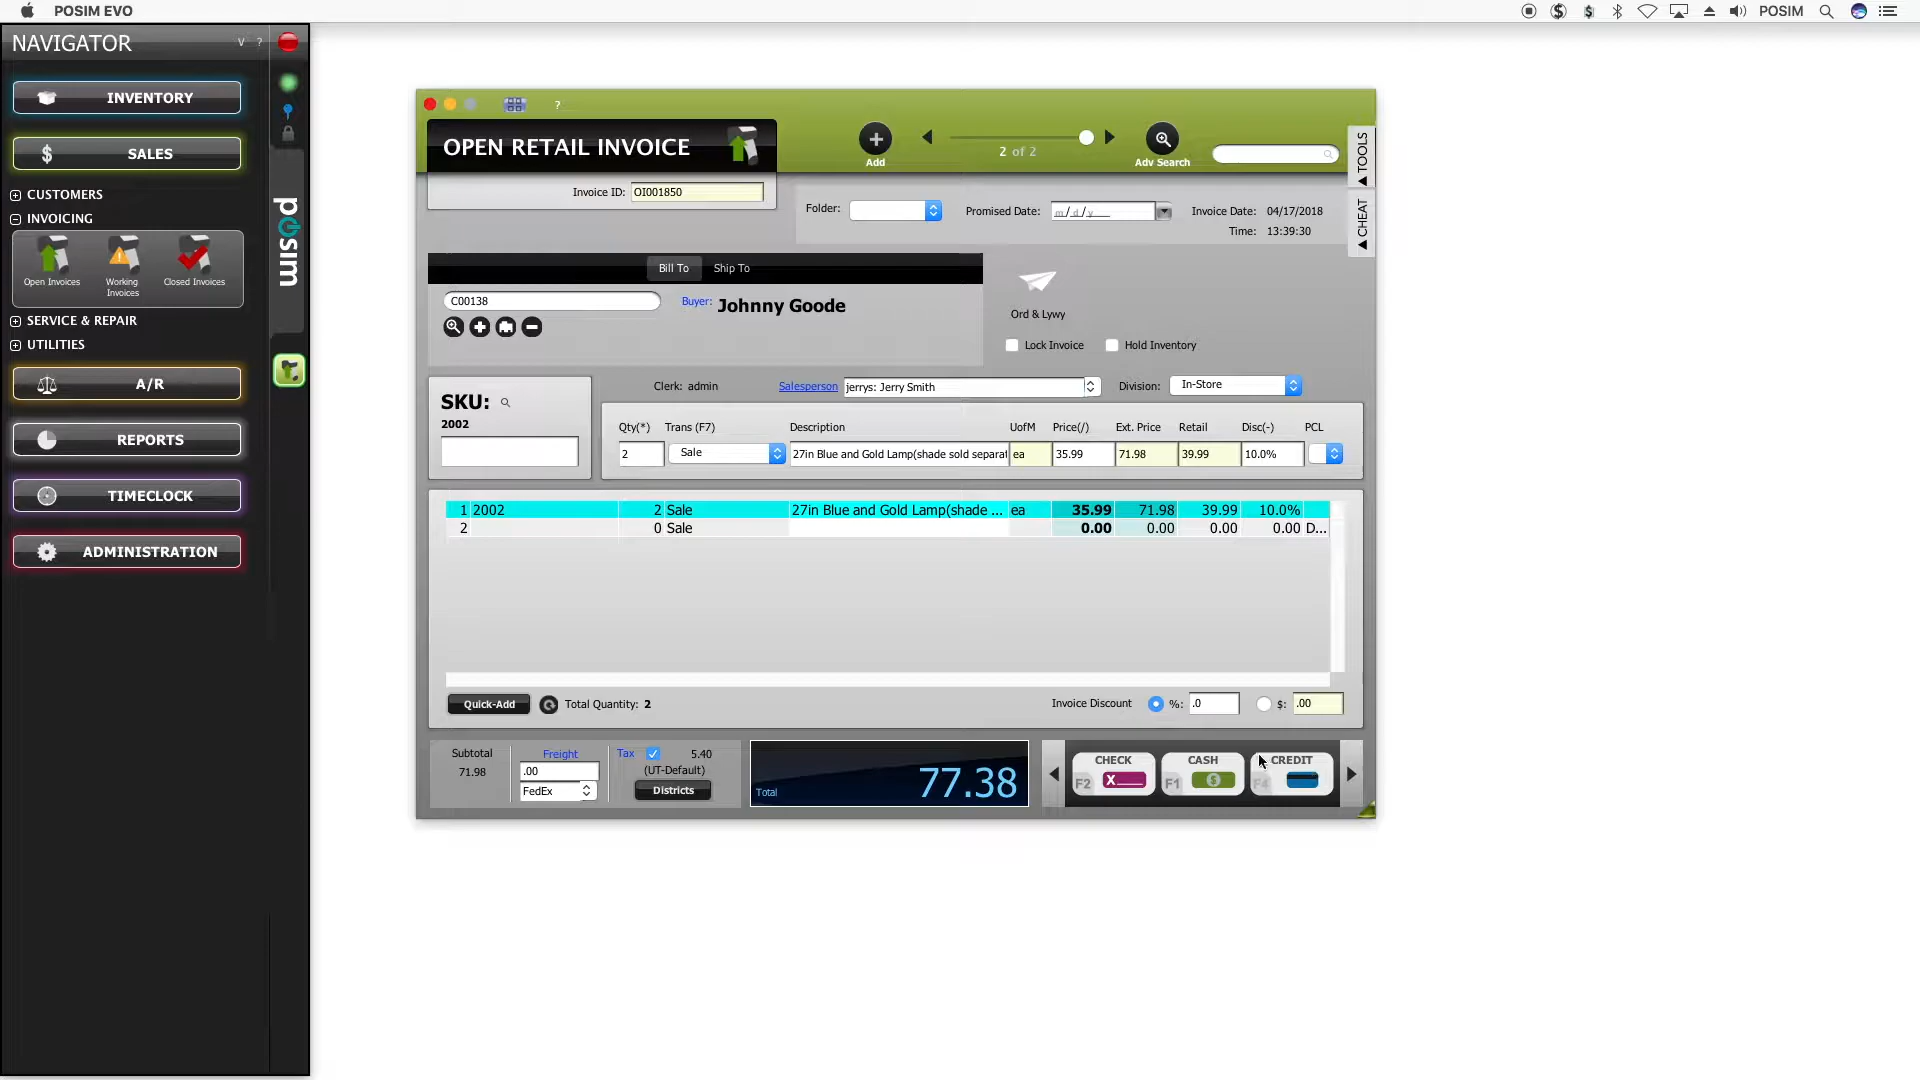 POSIM EVO
POSIM
NAVIGATOR
V ?
INVENTORY
$ SALES
CUSTOMERS
INVOICING
Open Invoices
Working Invoices
Closed Invoices
SERVICE & REPAIR
UTILITIES
A/R
REPORTS
TIMECLOCK
ADMINISTRATION
posim
?
OPEN RETAIL INVOICE
Add
2 of 2
Adv Search
TOOLS
CHEAT
Invoice ID: OI001850
Folder:
Promised Date: m/d/y
Invoice Date: 04/17/2018
Time: 13:39:30
Bill To Ship To
C00138
Buyer: Johnny Goode
Ord & Lywy
Lock Invoice Hold Inventory
SKU:
2002
Clerk: admin Salesperson jerrys: Jerry Smith Division: In-Store
Qty(*) Trans (F7) Description UofM Price(/) Ext. Price Retail Disc(-) PCL
2 Sale 27in Blue and Gold Lamp(shade sold separat ea 35.99 71.98 39.99 10.0%
1 2002 2 Sale 27in Blue and Gold Lamp(shade ... ea 35.99 71.98 39.99 10.0%
2 0 Sale 0.00 0.00 0.00 0.00 D...
Quick-Add Total Quantity: 2 Invoice Discount %: .0 $: .00
Subtotal
71.98
Freight
.00
FedEx
Tax 5.40
(UT-Default)
Districts
Total 77.38
CHECK
F2 X
CASH
F1 $
CREDIT
F4